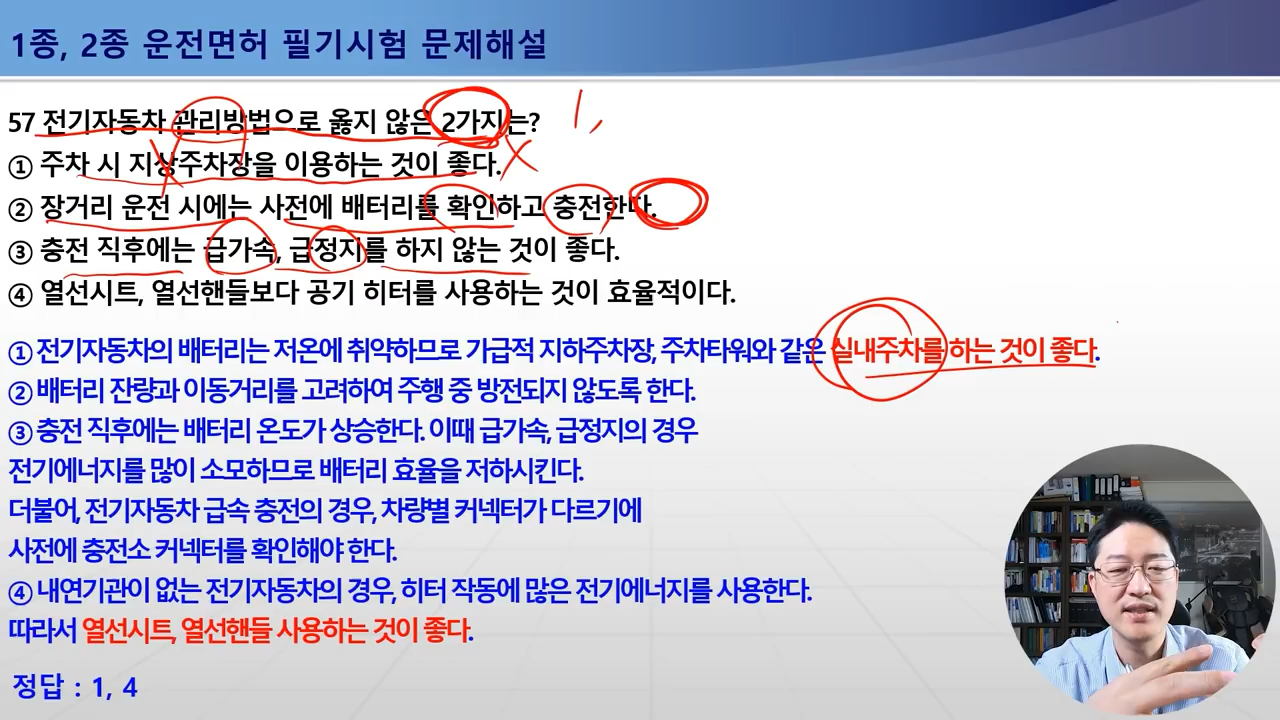 1종, 2종 운전면허 필기시험 문제해설
57 전기자동차 관리방법으로 옳지 않은 2가지는?
1,
① 주차 시 지상주차장을 이용하는 것이 좋다.
② 장거리 운전 시에는 사전에 배터리를 확인하고 충전한다.
③ 충전 직후에는 급가속, 급정지를 하지 않는 것이 좋다.
④ 열선시트, 열선핸들보다 공기 히터를 사용하는 것이 효율적이다.
① 전기자동차의 배터리는 저온에 취약하므로 가급적 지하주차장, 주차타워와 같은 실내주차를 하는 것이 좋다.
② 배터리 잔량과 이동거리를 고려하여 주행 중 방전되지 않도록 한다.
③ 충전 직후에는 배터리 온도가 상승한다. 이때 급가속, 급정지의 경우
전기에너지를 많이 소모하므로 배터리 효율을 저하시킨다.
더불어, 전기자동차 급속 충전의 경우, 차량별 커넥터가 다르기에
사전에 충전소 커넥터를 확인해야 한다.
④ 내연기관이 없는 전기자동차의 경우, 히터 작동에 많은 전기에너지를 사용한다.
따라서 열선시트, 열선핸들 사용하는 것이 좋다.
정답 : 1, 4